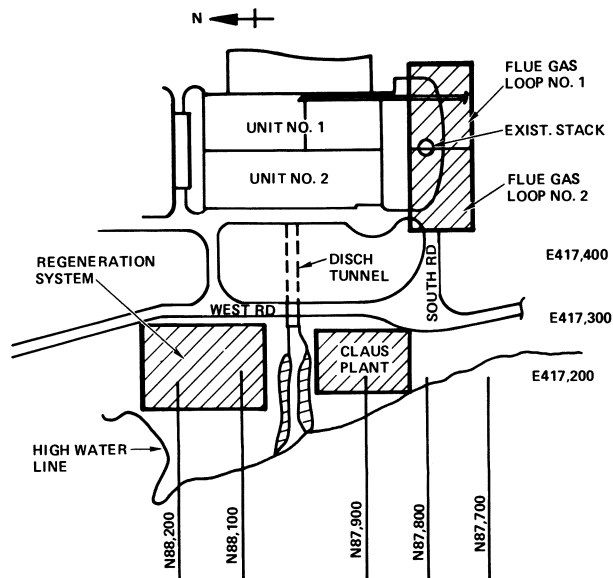 N
FLUE GAS
LOOP NO. 1
UNIT NO. 1
EXIST. STACK
UNIT NO. 2
FLUE GAS
LOOP NO. 2
REGENERATION
SYSTEM
DISCH
TUNNEL
SOUTH RD
E417,400
WEST RD
E417,300
CLAUS
PLANT
E417,200
HIGH WATER
LINE
N88,200
N88,100
N87,900
N87,800
N87,700